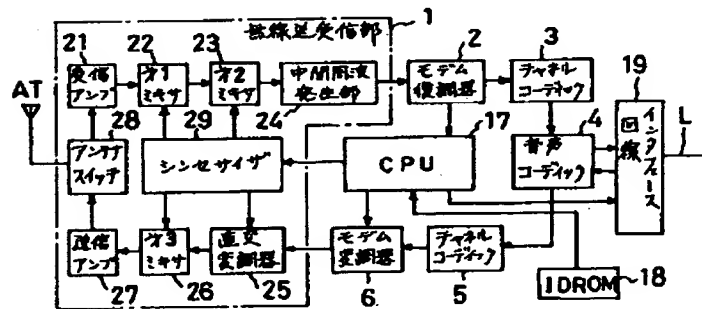 無線送受信部
1
21
22
23
2
3
19
受信
アンプ
才1
ミキサ
才2
ミキサ
中間周波
発生部
24
モデム
復調器
チャネル
コーデック
回線
インタフェース
L
AT
28
アンテナ
スイッチ
29
シンセサイザ
17
CPU
4
音声
コーディック
送信
アンプ
27
才3
ミキサ
26
直交
変調器
25
モデム
変調器
6
チャネル
コーディック
5
IDROM
18